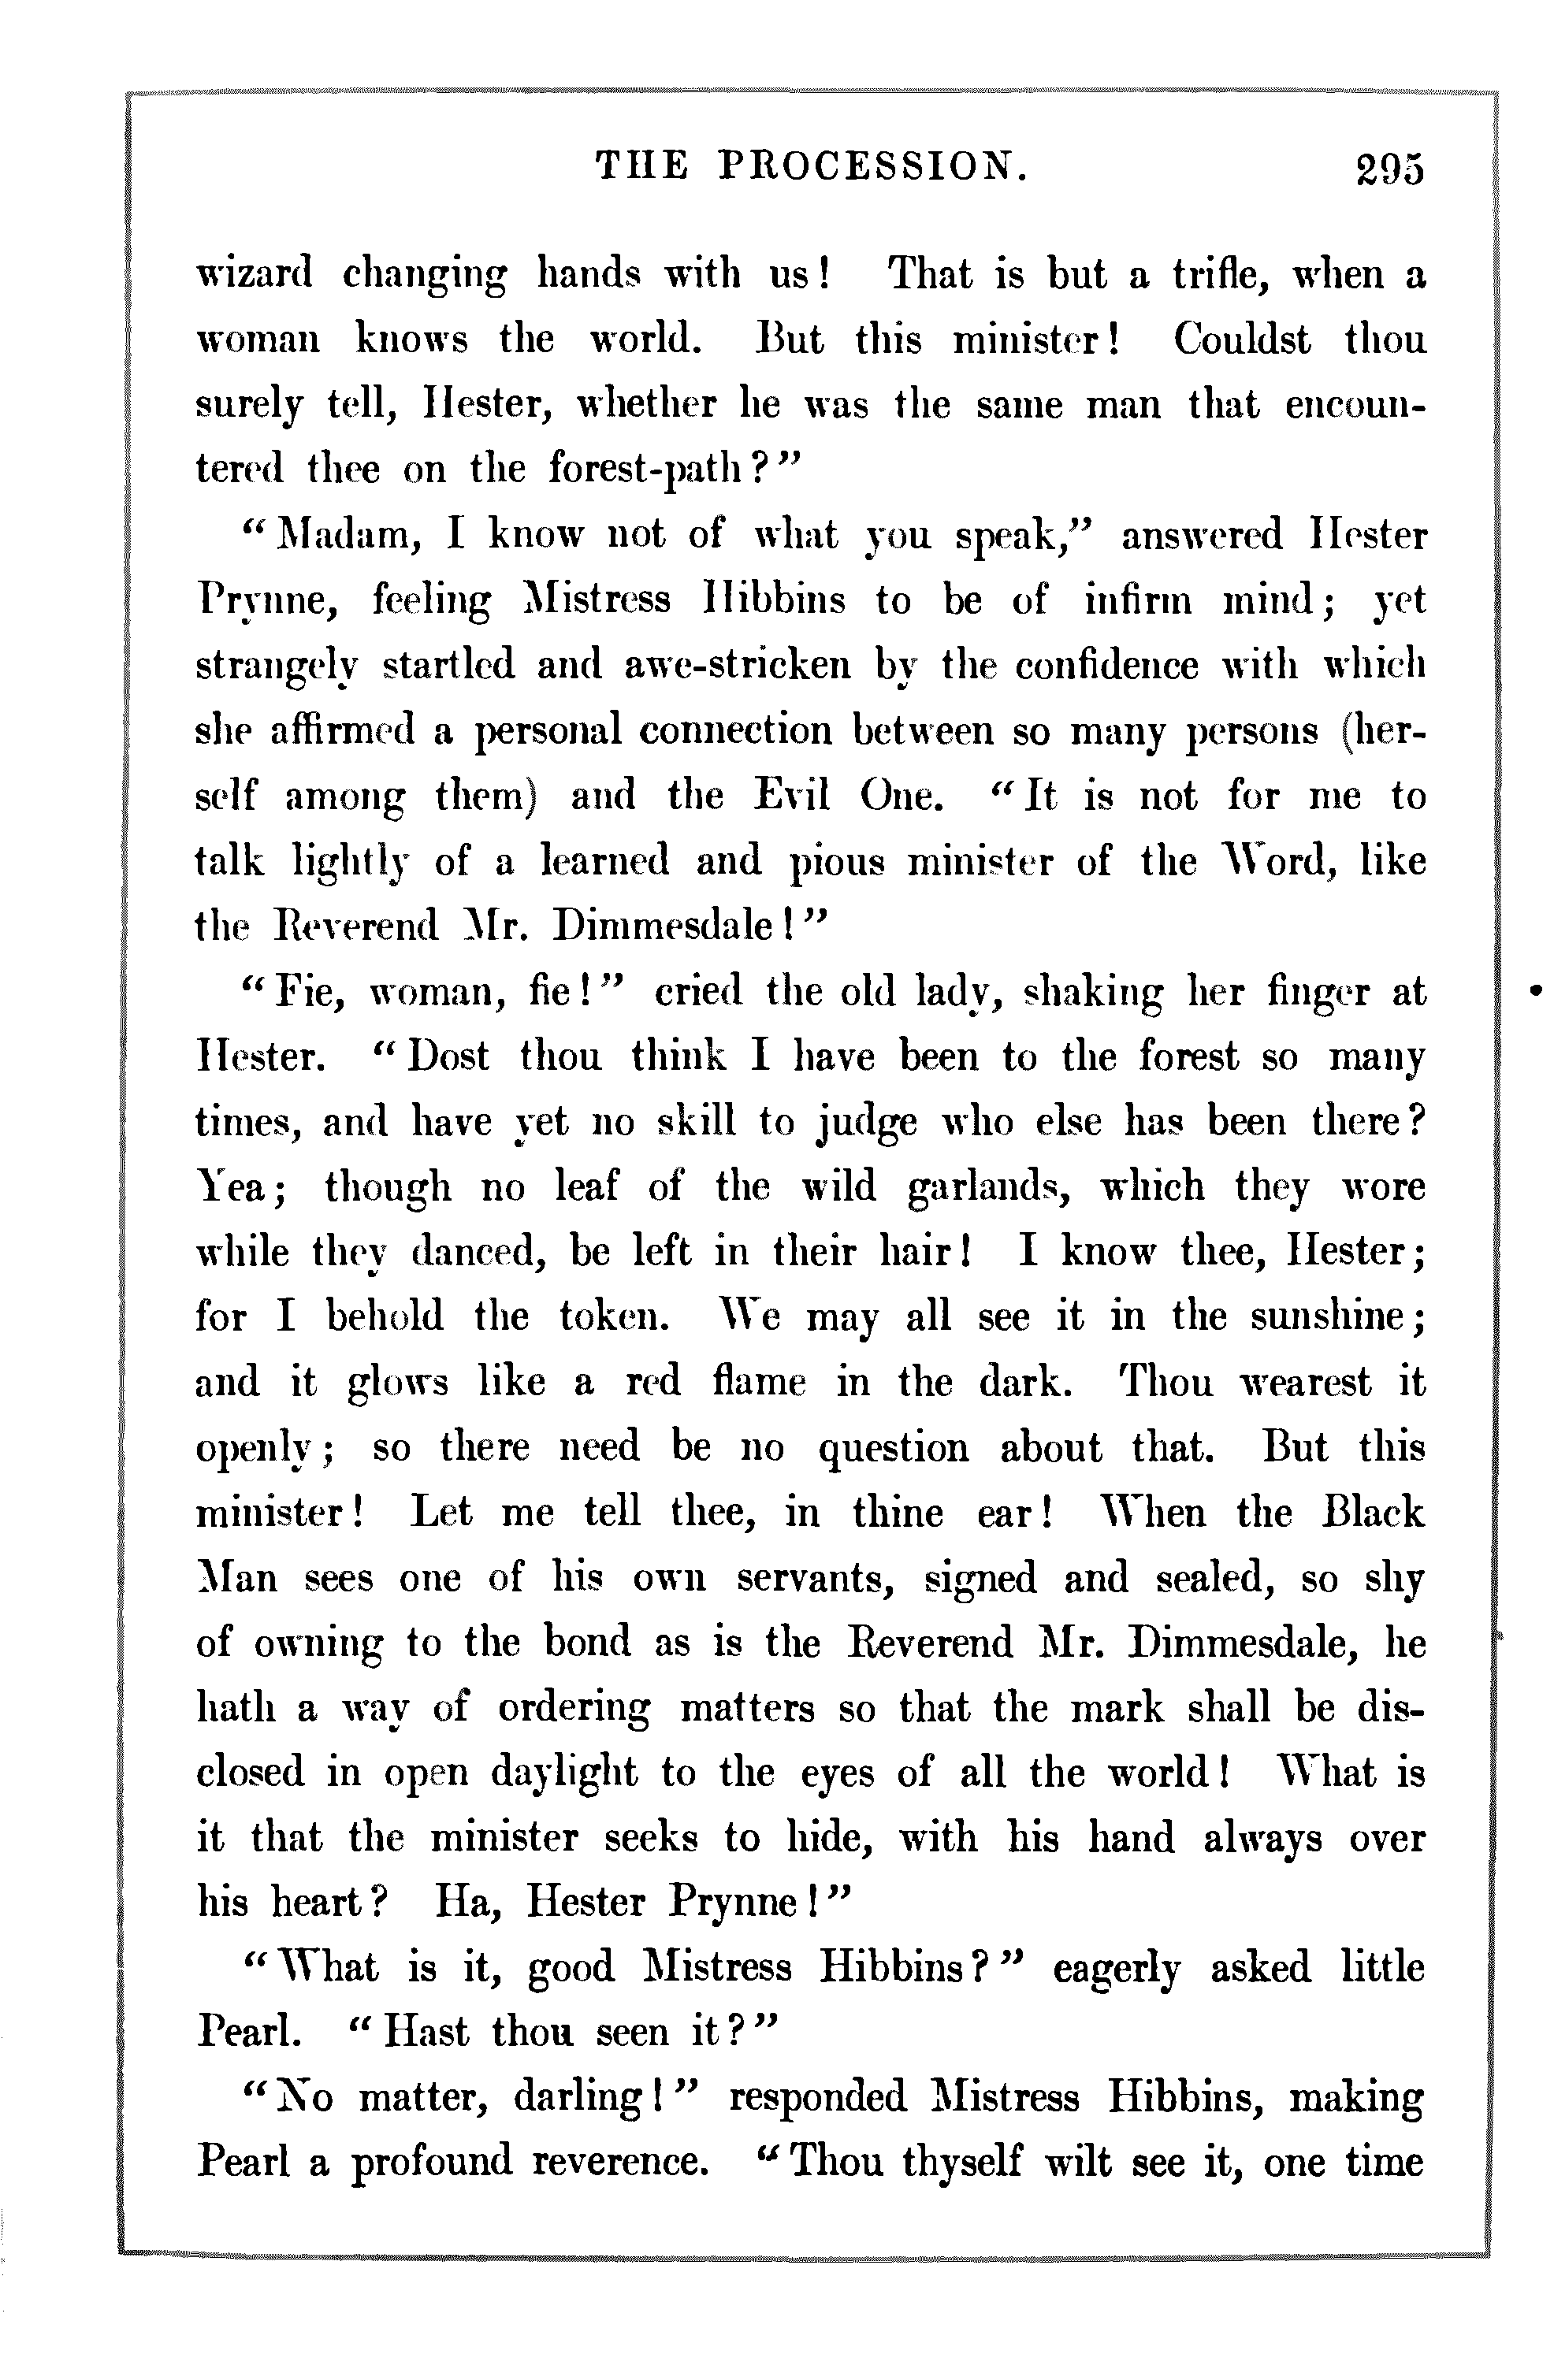 THE PROCESSION. 295
wizard changing hands with us! That is but a trifle, when a
woman knows the world. But this minister! Couldst thou
surely tell, Hester, whether he was the same man that encoun-
tered thee on the forest-path?”
“Madam, I know not of what you speak,” answered Hester
Prynne, feeling Mistress Hibbins to be of infirm mind; yet
strangely startled and awe-stricken by the confidence with which
she affirmed a personal connection between so many persons (her-
self among them) and the Evil One. “It is not for me to
talk lightly of a learned and pious minister of the Word, like
the Reverend Mr. Dimmesdale!”
“Fie, woman, fie!” cried the old lady, shaking her finger at
Hester. “Dost thou think I have been to the forest so many
times, and have yet no skill to judge who else has been there?
Yea; though no leaf of the wild garlands, which they wore
while they danced, be left in their hair! I know thee, Hester;
for I behold the token. We may all see it in the sunshine;
and it glows like a red flame in the dark. Thou wearest it
openly; so there need be no question about that. But this
minister! Let me tell thee, in thine ear! When the Black
Man sees one of his own servants, signed and sealed, so shy
of owning to the bond as is the Reverend Mr. Dimmesdale, he
hath a way of ordering matters so that the mark shall be dis-
closed in open daylight to the eyes of all the world! What is
it that the minister seeks to hide, with his hand always over
his heart? Ha, Hester Prynne!”
“What is it, good Mistress Hibbins?” eagerly asked little
Pearl. “Hast thou seen it?”
“No matter, darling!” responded Mistress Hibbins, making
Pearl a profound reverence. “Thou thyself wilt see it, one time